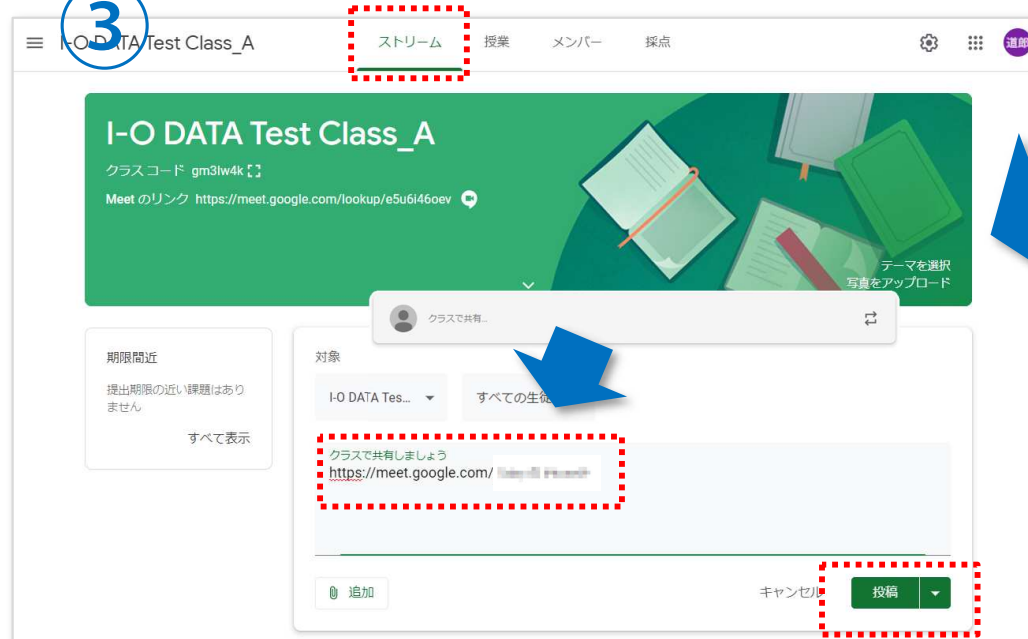 ③
I-O DATA Test Class_A
ストリーム 授業 メンバー 採点
道郎
I-O DATA Test Class_A
クラス コード gm3lw4k
Meet のリンク https://meet.google.com/lookup/e5u6i46oev
テーマを選択
写真をアップロード
クラスで共有...
期限間近
提出期限の近い課題はあり
ません
すべて表示
対象
I-O DATA Tes... すべての生徒
クラスで共有しましょう
https://meet.google.com/
追加 キャンセル 投稿